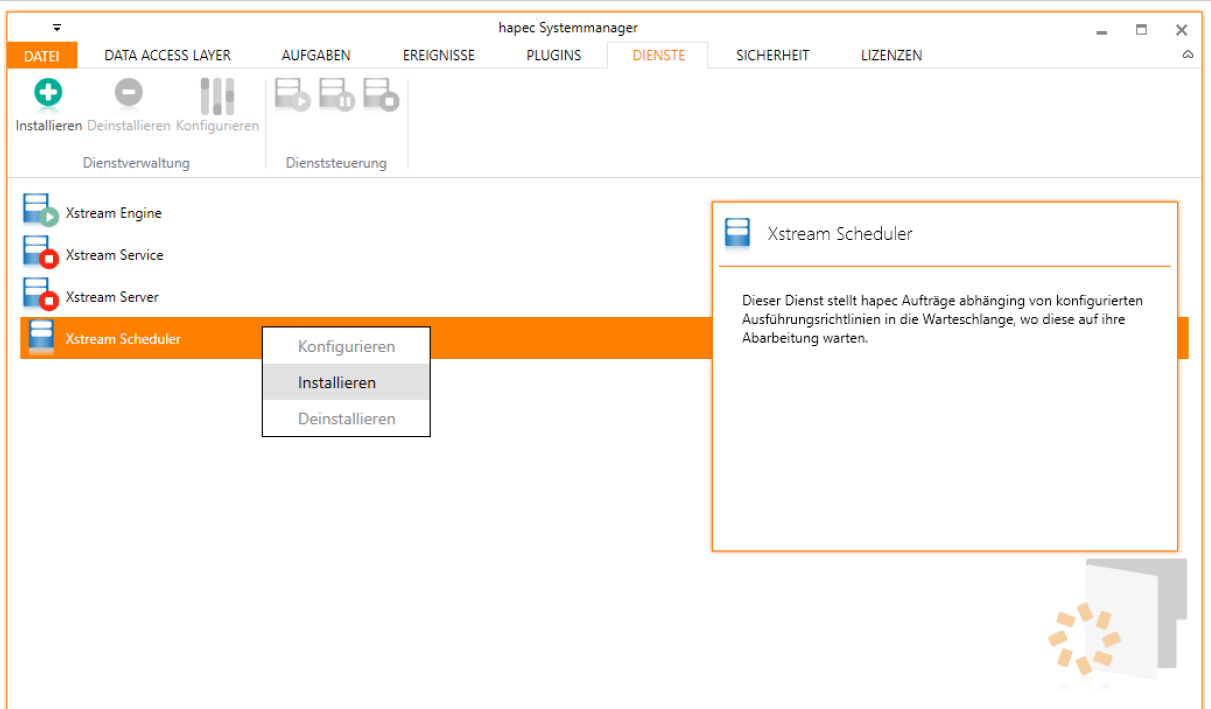 hapec Systemmanager
DATEI DATA ACCESS LAYER AUFGABEN EREIGNISSE PLUGINS DIENSTE SICHERHEIT LIZENZEN
Installieren Deinstallieren Konfigurieren
Dienstverwaltung Dienststeuerung
Xstream Engine
Xstream Service
Xstream Server
Xstream Scheduler
Konfigurieren
Installieren
Deinstallieren
Xstream Scheduler
Dieser Dienst stellt hapec Aufträge abhänging von konfigurierten
Ausführungsrichtlinien in die Warteschlange, wo diese auf ihre
Abarbeitung warten.